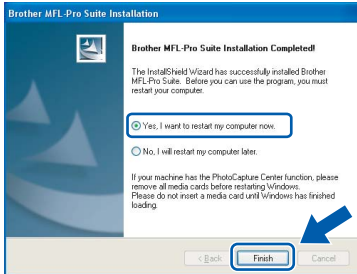 Brother MFL-Pro Suite Installation
Brother MFL-Pro Suite Installation Completed!
The InstallShield Wizard has successfully installed Brother
MFL-Pro Suite. Before you can use the program, you must
restart your computer.
Yes, I want to restart my computer now.
No, I will restart my computer later.
If your machine has the PhotoCapture Center function, please
remove all media cards before restarting Windows.
Please do not insert a media card until Windows has finished
loading.
< Back
Finish
Cancel